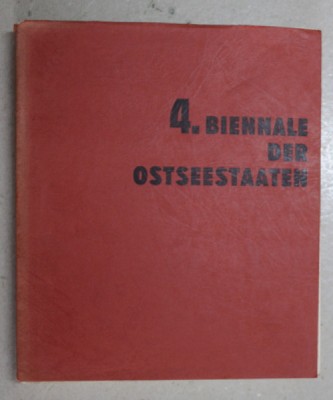 4. BIENNALE
DER
OSTSEESTAATEN